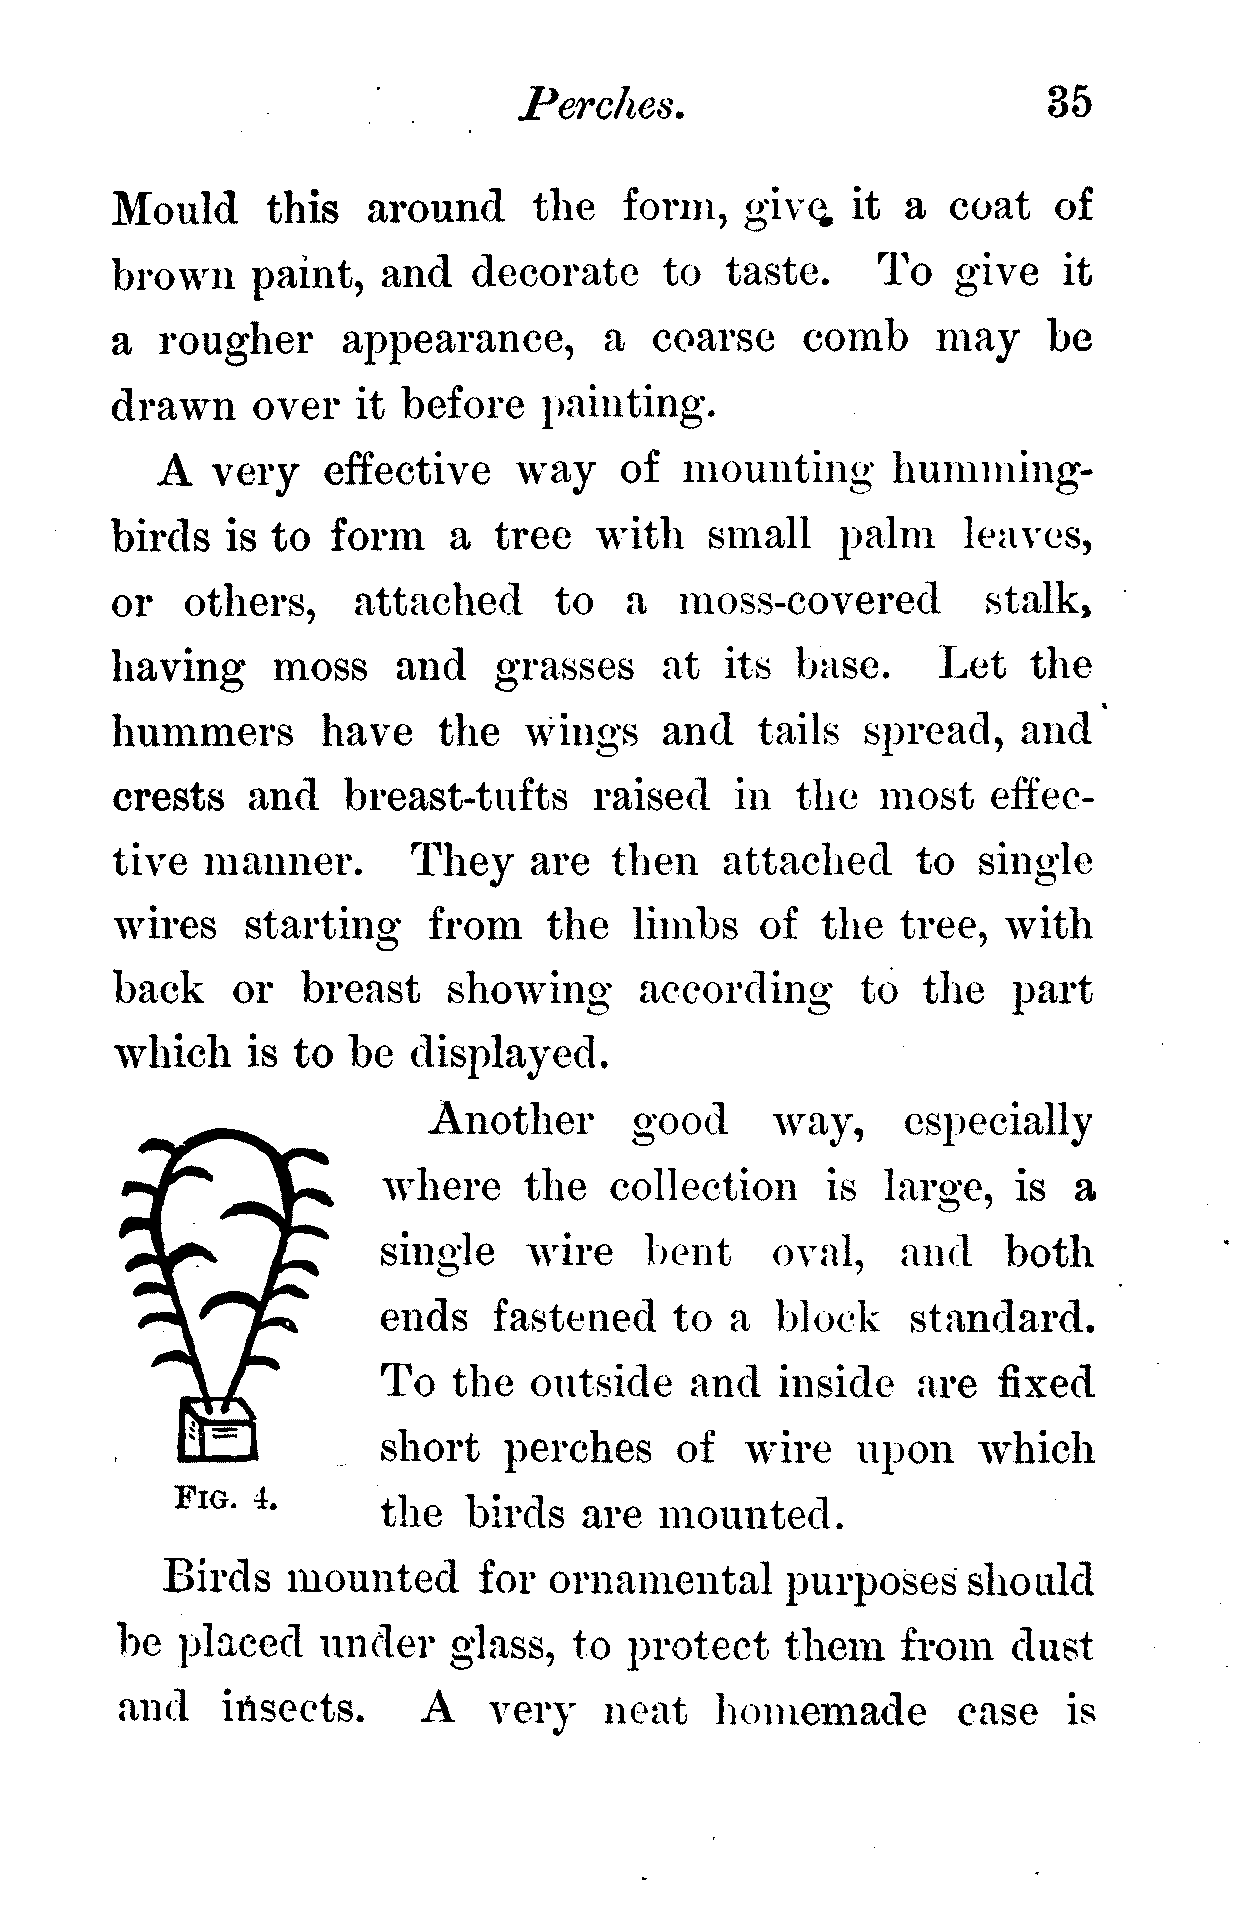 Perches. 35
Mould this around the form, give it a coat of
brown paint, and decorate to taste. To give it
a rougher appearance, a coarse comb may be
drawn over it before painting.
A very effective way of mounting humming-
birds is to form a tree with small palm leaves,
or others, attached to a moss-covered stalk,
having moss and grasses at its base. Let the
hummers have the wings and tails spread, and
crests and breast-tufts raised in the most effec-
tive manner. They are then attached to single
wires starting from the limbs of the tree, with
back or breast showing according to the part
which is to be displayed.
Another good way, especially
where the collection is large, is a
single wire bent oval, and both
ends fastened to a block standard.
To the outside and inside are fixed
short perches of wire upon which
the birds are mounted.
FIG. 4.
Birds mounted for ornamental purposes should
be placed under glass, to protect them from dust
and insects. A very neat homemade case is